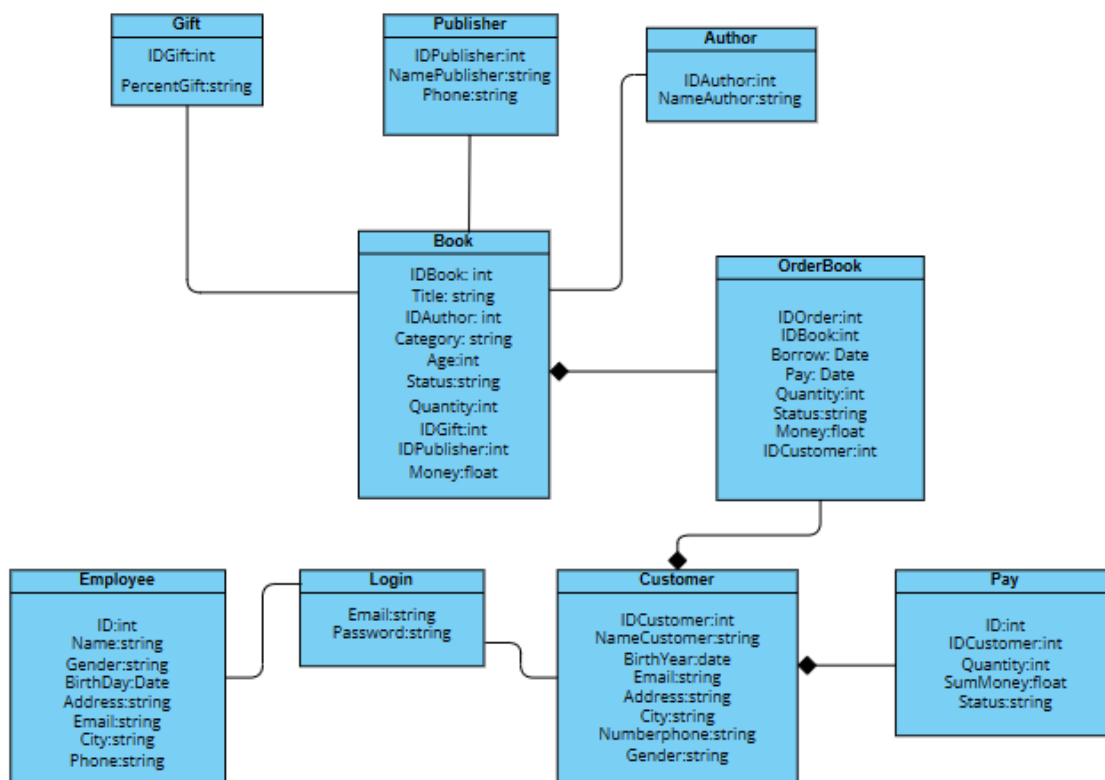 Gift
IDGift:int
PercentGift:string
Publisher
IDPublisher:int
NamePublisher:string
Phone:string
Author
IDAuthor:int
NameAuthor:string
Book
IDBook: int
Title: string
IDAuthor: int
Category: string
Age:int
Status:string
Quantity:int
IDGift:int
IDPublisher:int
Money:float
OrderBook
IDOrder:int
IDBook:int
Borrow: Date
Pay: Date
Quantity:int
Status:string
Money:float
IDCustomer:int
Employee
ID:int
Name:string
Gender:string
BirthDay:Date
Address:string
Email:string
City:string
Phone:string
Login
Email:string
Password:string
Customer
IDCustomer:int
NameCustomer:string
BirthYear:date
Email:string
Address:string
City:string
Numberphone:string
Gender:string
Pay
ID:int
IDCustomer:int
Quantity:int
SumMoney:float
Status:string